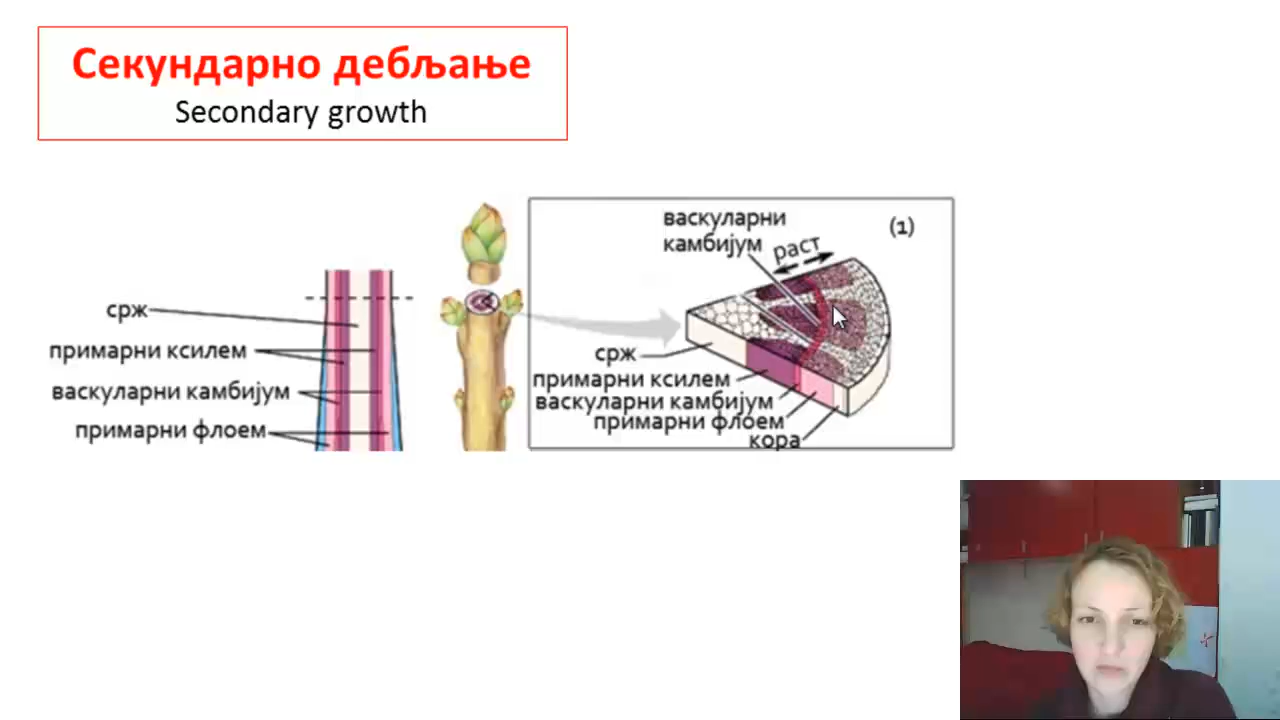 Секундарно дебљање
Secondary growth
срж
примарни ксилем
васкуларни камбијум
примарни флоем
васкуларни
камбијум
раст
(1)
срж
примарни ксилем
васкуларни камбијум
примарни флоем
кора